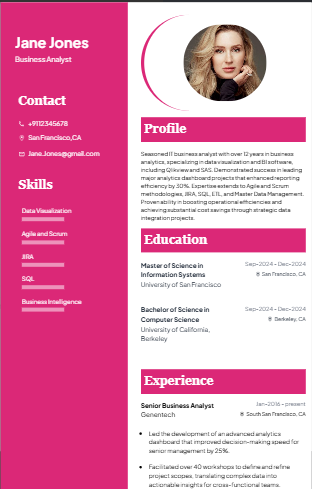 Jane Jones
Business Analyst
Contact
+9112345678
San Francisco, CA
Jane.Jones@gmail.com
Skills
Data Visualization
Agile and Scrum
JIRA
SQL
Business Intelligence
Profile
Seasoned IT business analyst with over 12 years in business
analytics, specializing in data visualization and BI software,
including Qlikview and SAS. Demonstrated success in leading
major analytics dashboard projects that enhanced reporting
efficiency by 30%. Expertise extends to Agile and Scrum
methodologies, JIRA, SQL, ETL, and Master Data Management.
Proven ability in boosting operational efficiencies and
achieving substantial cost savings through strategic data
integration projects.
Education
Master of Science in
Information Systems
University of San Francisco
Sep-2024 - Dec-2024
San Francisco, CA
Bachelor of Science in
Computer Science
University of California,
Berkeley
Sep-2024 - Dec-2024
Berkeley, CA
Experience
Senior Business Analyst
Genentech
Jan-2016 - present
South San Francisco, CA
• Led the development of an advanced analytics
dashboard that improved decision-making speed for
senior management by 25%.
• Facilitated over 40 workshops to define and refine
project scopes, translating complex data into
actionable insights for cross-functional teams.